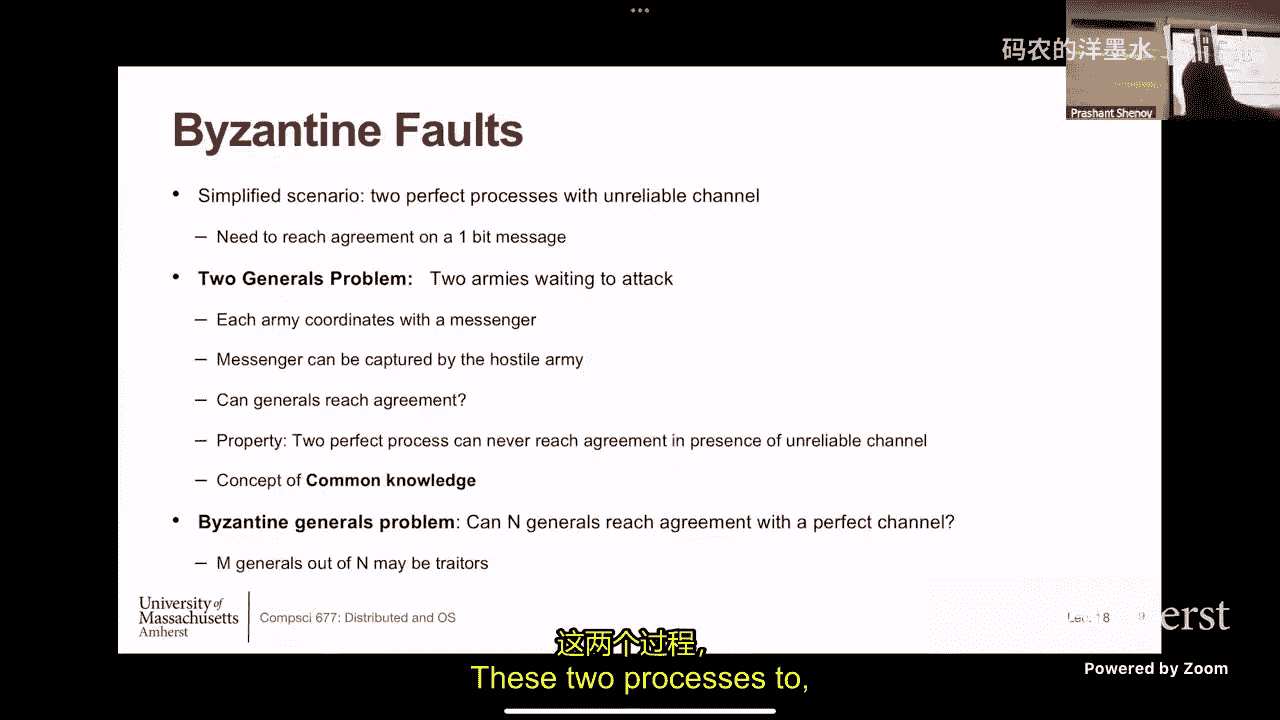 码农的洋墨水
Prashant Shenoy
Byzantine Faults
• Simplified scenario: two perfect processes with unreliable channel
– Need to reach agreement on a 1 bit message
• Two Generals Problem: Two armies waiting to attack
– Each army coordinates with a messenger
– Messenger can be captured by the hostile army
– Can generals reach agreement?
– Property: Two perfect process can never reach agreement in presence of unreliable channel
– Concept of Common knowledge
• Byzantine generals problem: Can N generals reach agreement with a perfect channel?
– M generals out of N may be traitors
University of
Massachusetts
Amherst
Compsci 677: Distributed and OS
Lec. 18
9
erst
这两个过程,
These two processes to,
Powered by Zoom